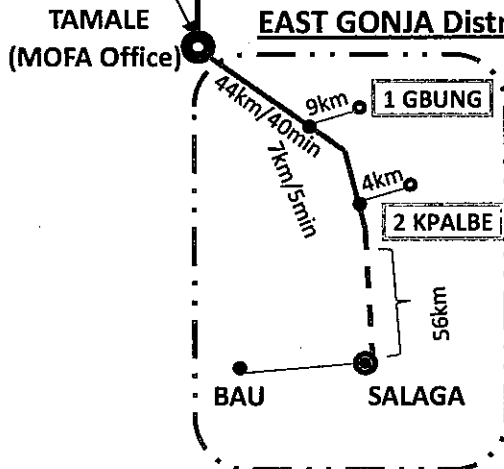 TAMALE
(MOFA Office)
EAST GONJA Distr
44km/40min
9km
1 GBUNG
7km/5min
4km
2 KPALBE
56km
BAU
SALAGA